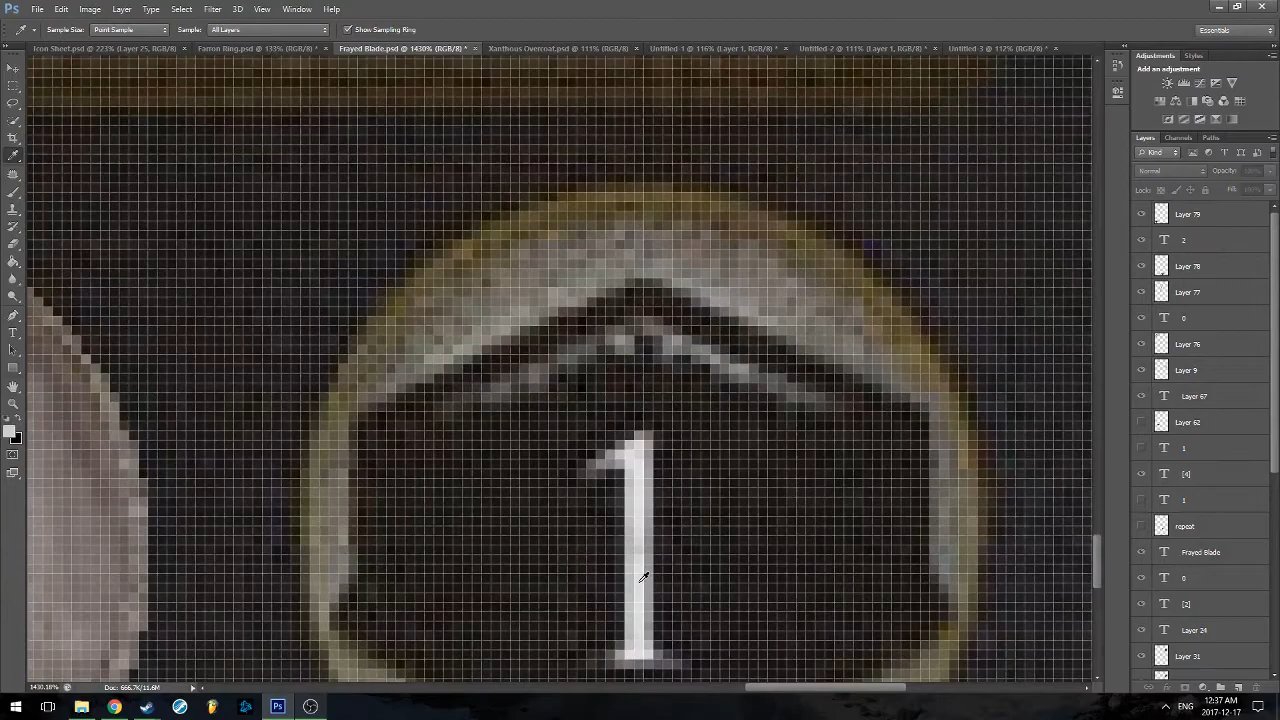 Ps File Edit Image Layer Type Select Filter 3D View Window Help
Sample Size: Point Sample Sample: All Layers Show Sampling Ring Essentials
Icon Sheet.psd @ 223% (Layer 25, RGB/8) × Farron Ring.psd @ 133% (RGB/8) * × Frayed Blade.psd @ 1430% (RGB/8) * × Xanthous Overcoat.psd @ 111% (RGB/8) × Untitled-1 @ 116% (Layer 1, RGB/8) * × Untitled-2 @ 111% (Layer 1, RGB/8) * × Untitled-3 @ 112% (RGB/8) * ×
Adjustments Styles
Add an adjustment
Layers Channels Paths
Kind
Normal Opacity: 100%
Lock: Fill: 100%
Layer 79
T 2
Layer 78
Layer 77
T 0
Layer 76
Layer 9
T Layer 67
Layer 62
T 1
T [4]
T 1
repeat
T Frayed Blade
T 0
T [2]
T Layer 24
Layer 31
1
1430.18% Doc: 666.7K/11.6M
Ps ENG 12:37 AM
2017-12-17